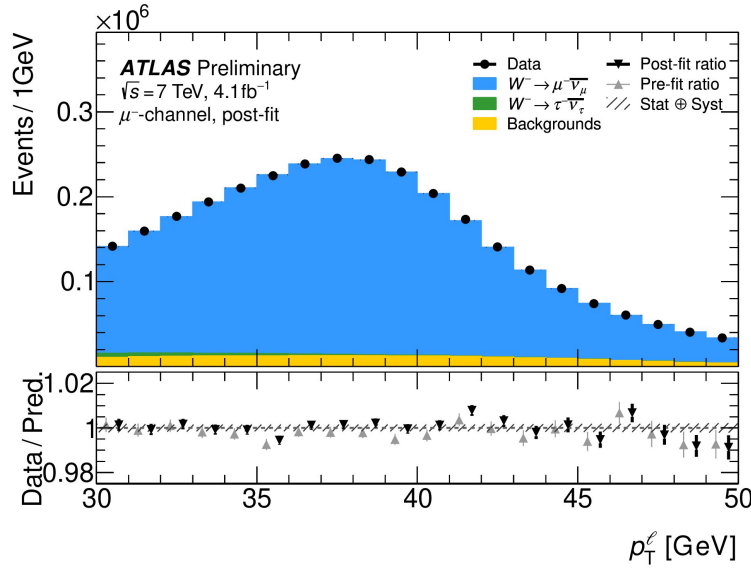 ×10⁶
Events / 1GeV
0.3
0.2
0.1
ATLAS Preliminary
√s = 7 TeV, 4.1fb⁻¹
μ⁻-channel, post-fit
Data
W⁻→μ⁻ν̅_μ
W⁻→τ⁻ν̅_τ
Backgrounds
Post-fit ratio
Pre-fit ratio
Stat ⊕ Syst
Data / Pred.
1.02
1
0.98
30 35 40 45 50
p_T^ℓ [GeV]